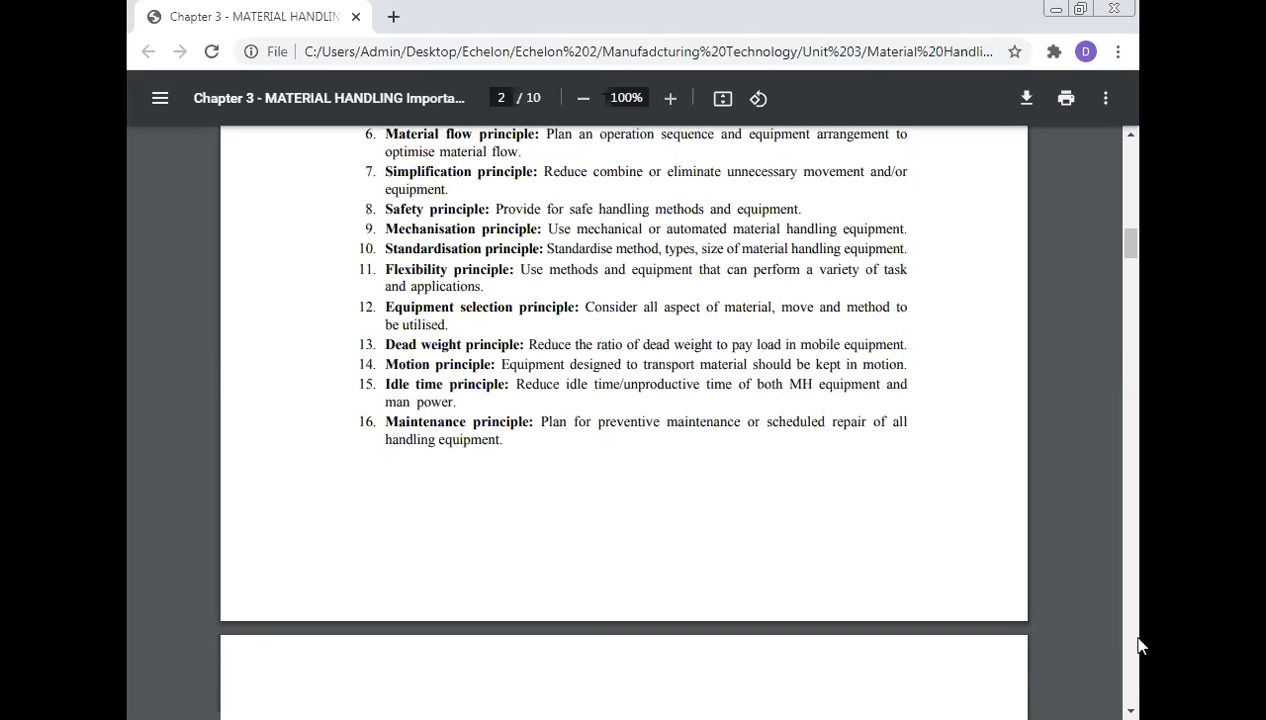 Chapter 3 - MATERIAL HANDLIN
File
C:/Users/Admin/Desktop/Echelon/Echelon%202/Manufadcturing%20Technology/Unit%203/Material%20Handli...
D
Chapter 3 - MATERIAL HANDLING Importa...
2 / 10
100%
6. Material flow principle: Plan an operation sequence and equipment arrangement to
optimise material flow.
7. Simplification principle: Reduce combine or eliminate unnecessary movement and/or
equipment.
8. Safety principle: Provide for safe handling methods and equipment.
9. Mechanisation principle: Use mechanical or automated material handling equipment.
10. Standardisation principle: Standardise method, types, size of material handling equipment.
11. Flexibility principle: Use methods and equipment that can perform a variety of task
and applications.
12. Equipment selection principle: Consider all aspect of material, move and method to
be utilised.
13. Dead weight principle: Reduce the ratio of dead weight to pay load in mobile equipment.
14. Motion principle: Equipment designed to transport material should be kept in motion.
15. Idle time principle: Reduce idle time/unproductive time of both MH equipment and
man power.
16. Maintenance principle: Plan for preventive maintenance or scheduled repair of all
handling equipment.